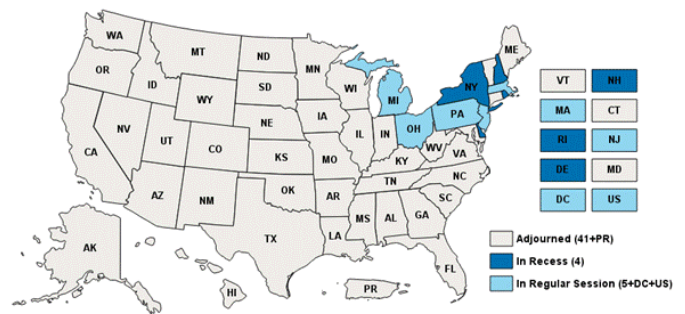 WA
MT
ND
MN
ME
OR
ID
SD
WI
MI
NY
WY
IA
PA
NV
NE
IL
IN
OH
UT
CO
WV
VA
CA
KS
MO
KY
NC
TN
AZ
NM
OK
AR
SC
MS
AL
GA
TX
LA
AK
FL
HI
PR
VT
NH
MA
CT
RI
NJ
DE
MD
DC
US
Adjourned (41+PR)
In Recess (4)
In Regular Session (5+DC+US)